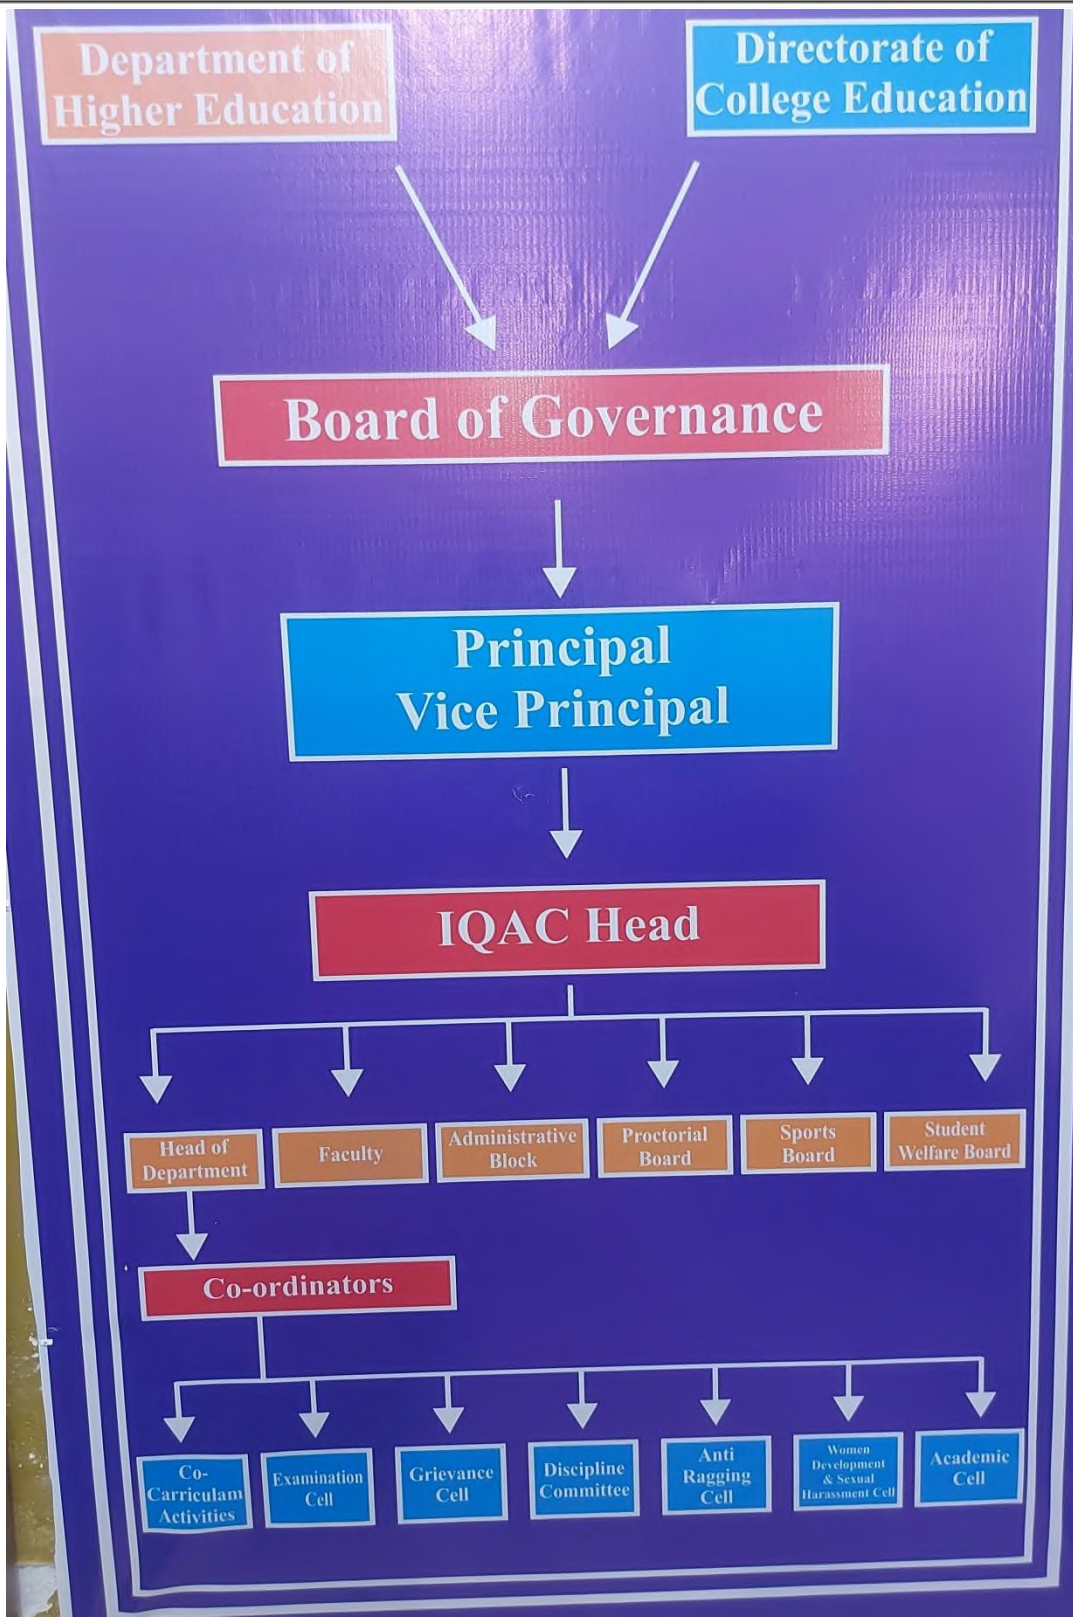 Department of
Higher Education
Directorate of
College Education
Board of Governance
Principal
Vice Principal
IQAC Head
Head of
Department
Faculty
Administrative
Block
Proctorial
Board
Sports
Board
Student
Welfare Board
Co-ordinators
Co-
Carriculam
Activities
Examination
Cell
Grievance
Cell
Discipline
Committee
Anti
Ragging
Cell
Women
Development
& Sexual
Harassment Cell
Academic
Cell